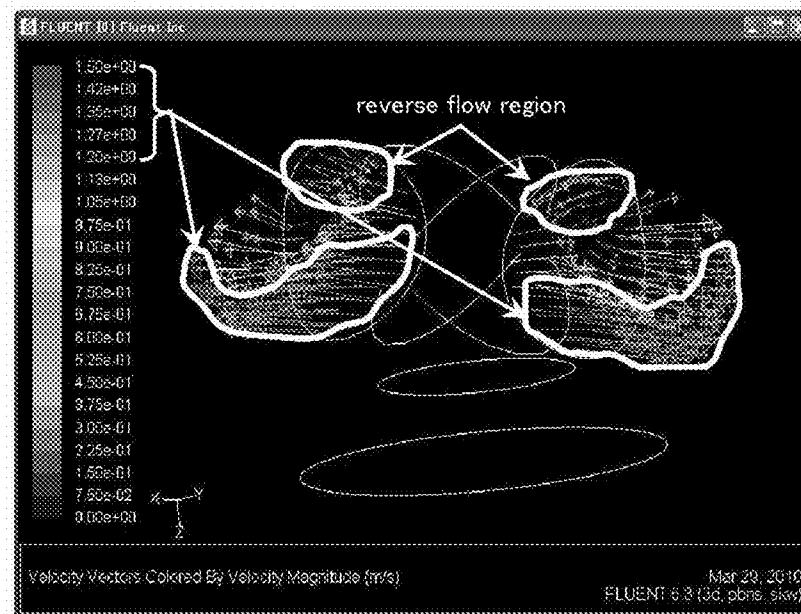 FLUENT [0] Fluent Inc
1.50e+00
1.42e+00
1.35e+00
1.27e+00
1.20e+00
1.13e+00
1.05e+00
9.75e-01
9.00e-01
8.25e-01
7.50e-01
6.75e-01
6.00e-01
5.25e-01
4.50e-01
3.75e-01
3.00e-01
2.25e-01
1.50e-01
7.50e-02
0.00e+00
reverse flow region
X
Y
Z
Velocity Vectors Colored By Velocity Magnitude (m/s)
Mar 29, 2010
FLUENT 6.3 (3d, pbns, skw)